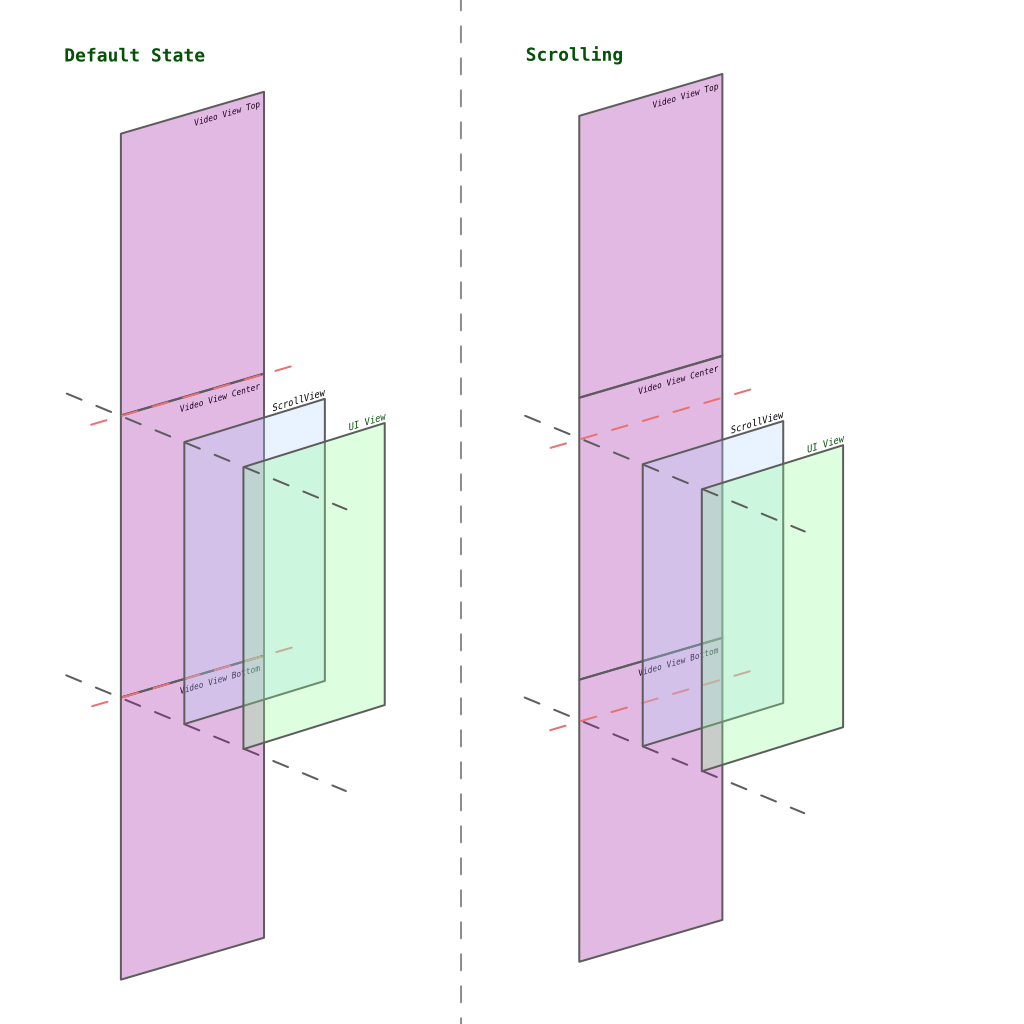 Default State
Video View Top
Video View Center
ScrollView
UI View
Video View Bottom
Scrolling
Video View Top
Video View Center
ScrollView
UI View
Video View Bottom